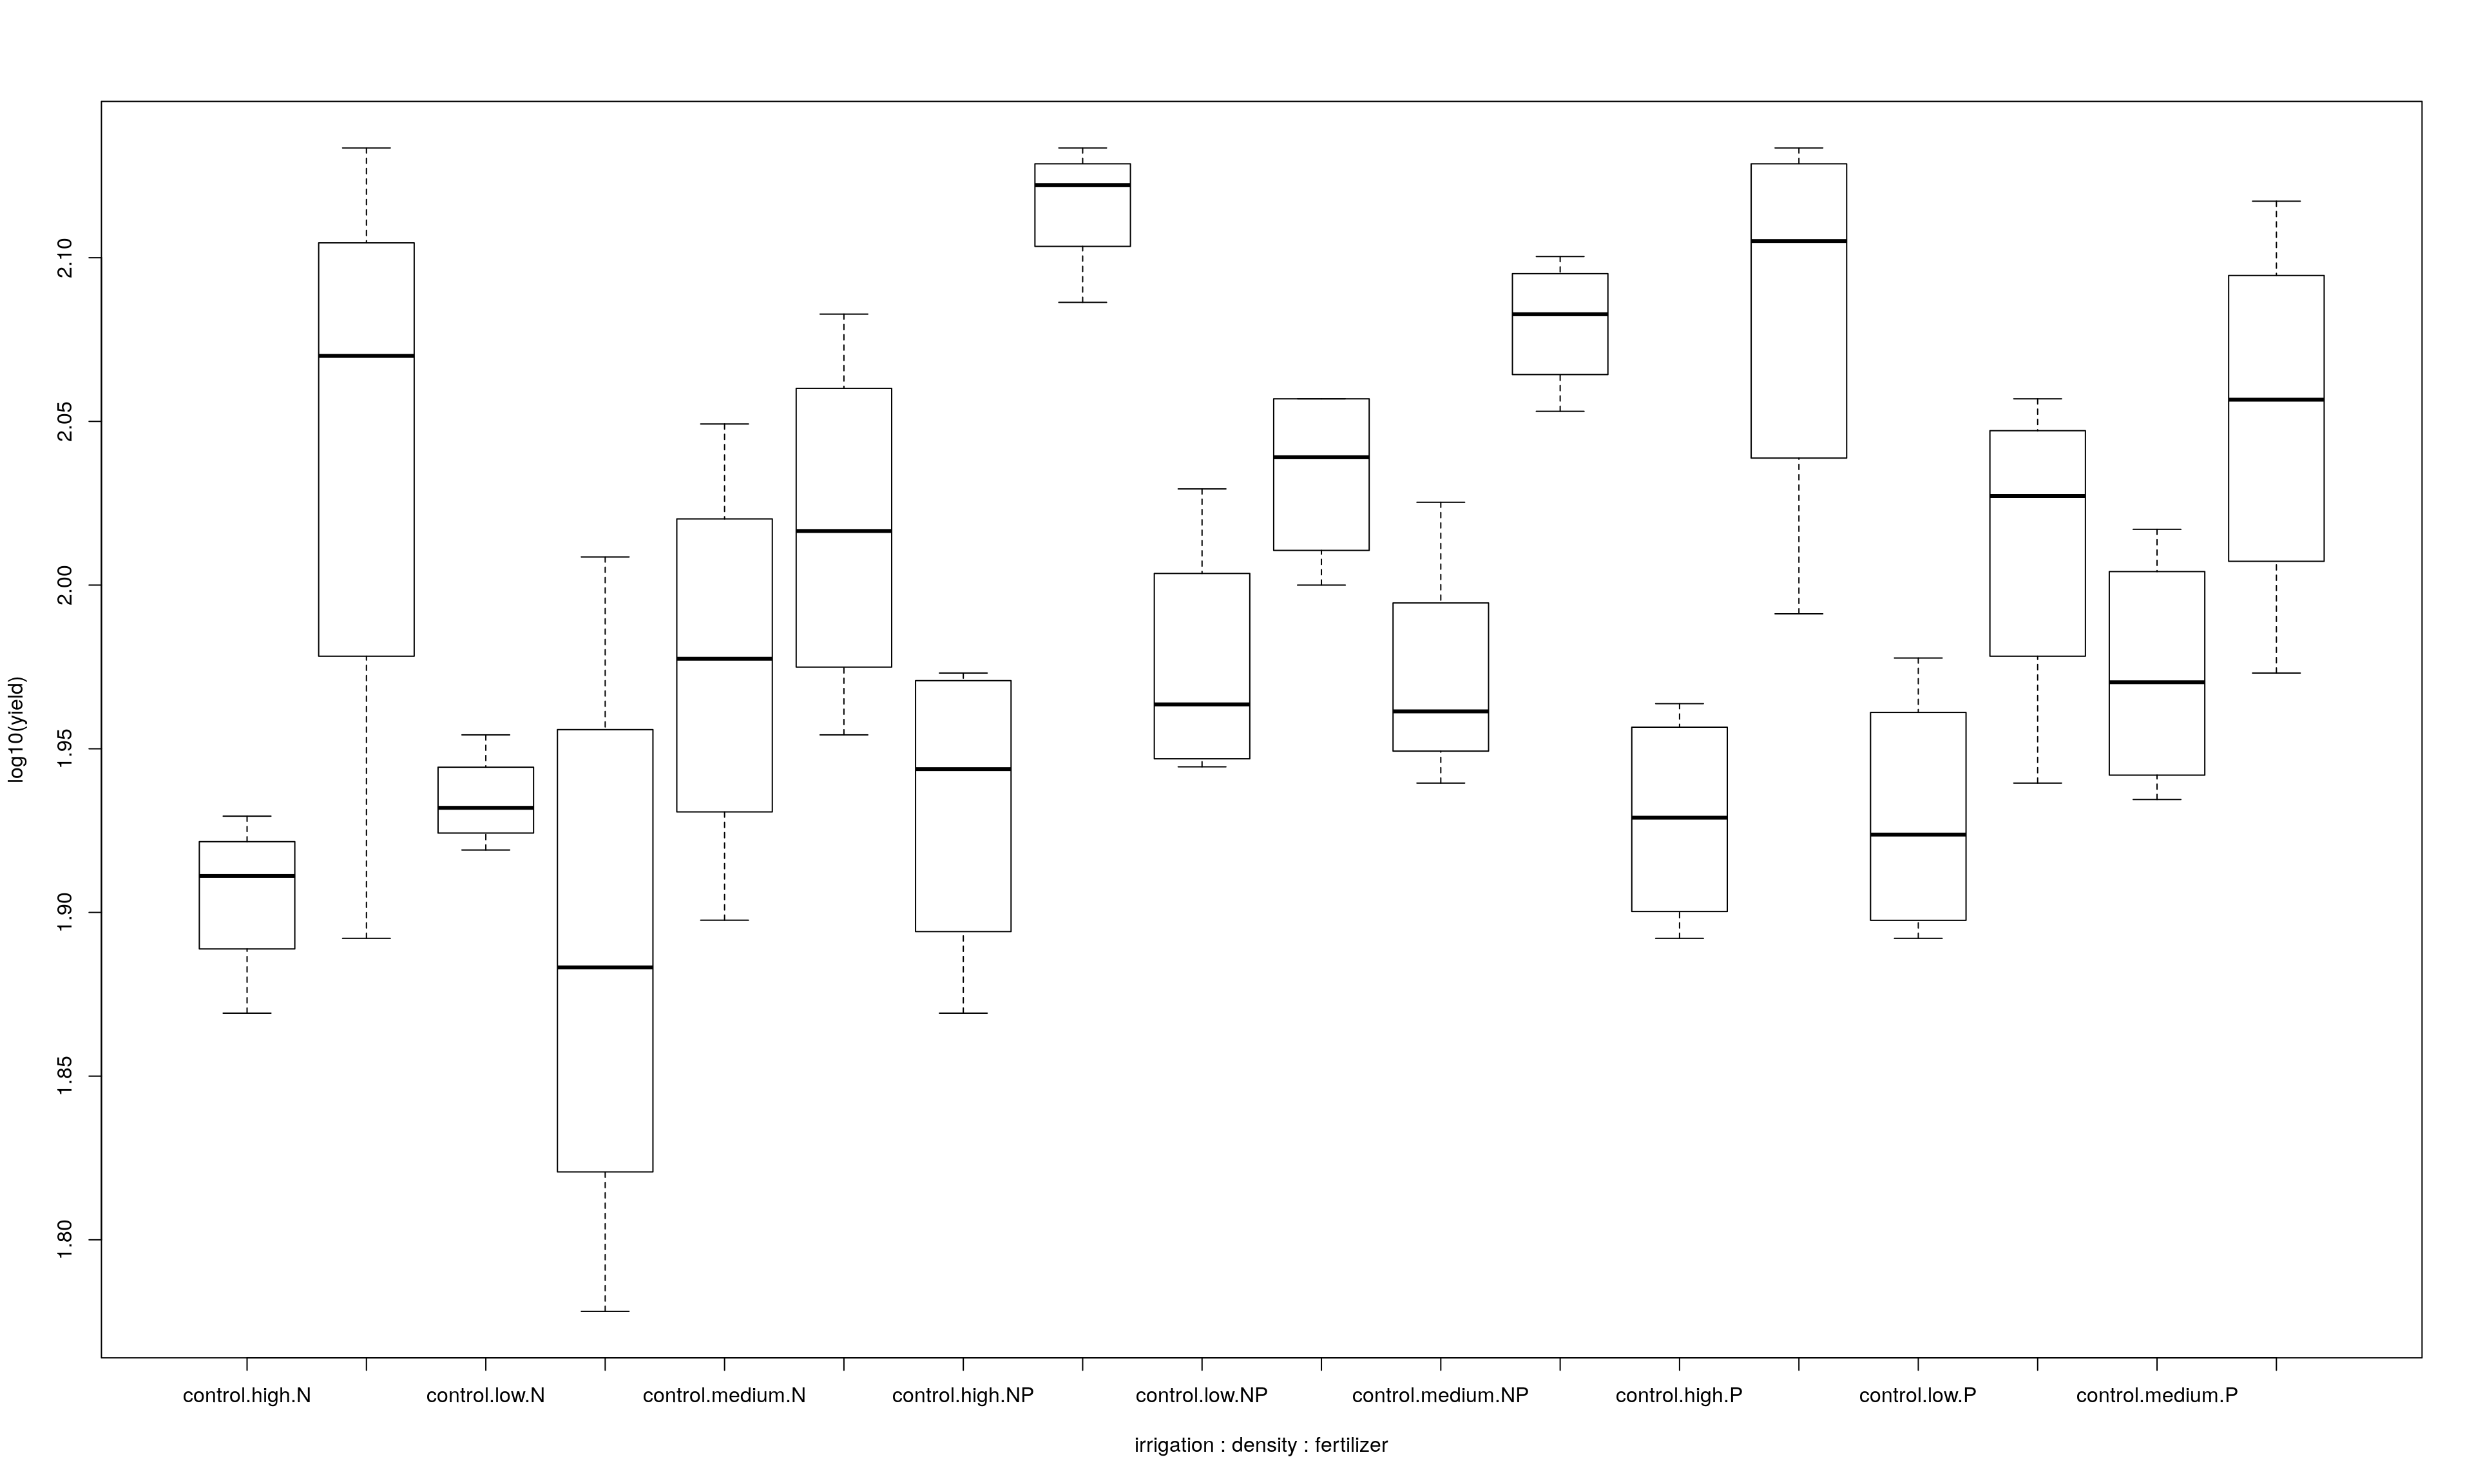 log10(yield)
2.10
2.05
2.00
1.95
1.90
1.85
1.80
control.high.N control.low.N control.medium.N control.high.NP control.low.NP control.medium.NP control.high.P control.low.P control.medium.P
irrigation : density : fertilizer